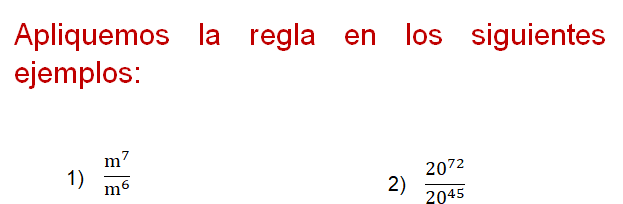 Apliquemos la regla en los siguientes
ejemplos:
1) m⁷/m⁶ 2) 20⁷²/20⁴⁵